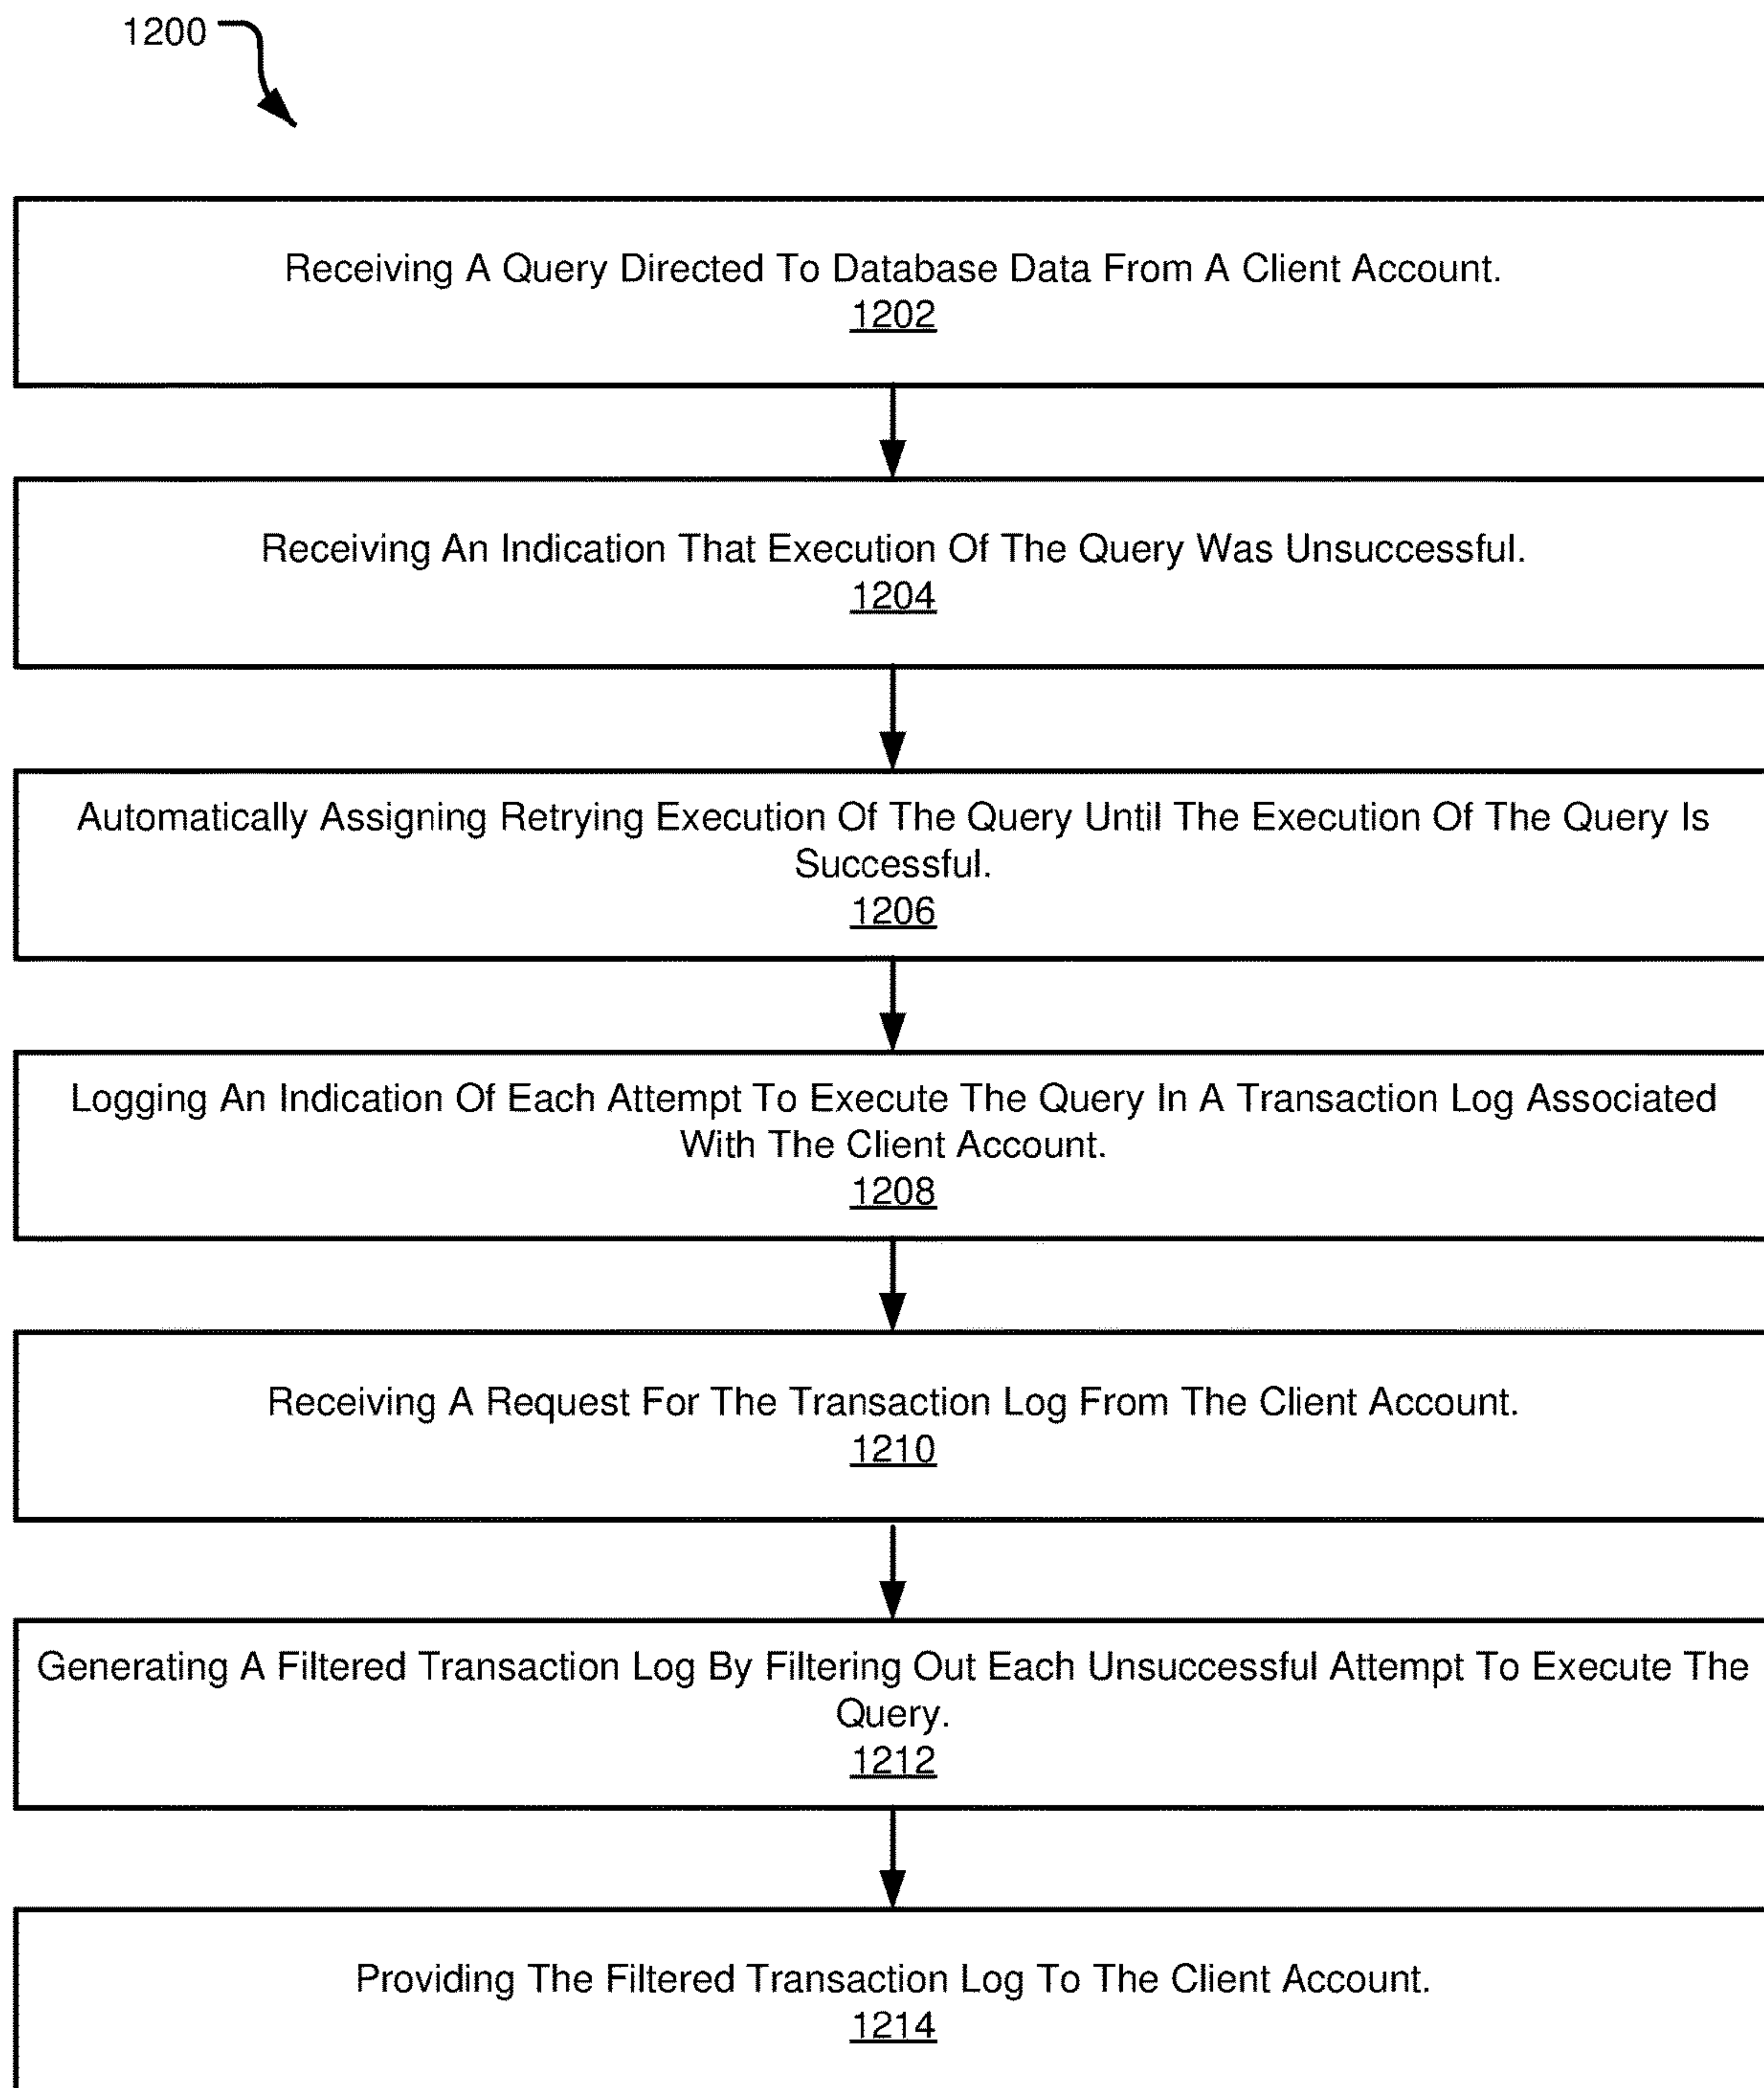 1200
Receiving A Query Directed To Database Data From A Client Account.
1202
Receiving An Indication That Execution Of The Query Was Unsuccessful.
1204
Automatically Assigning Retrying Execution Of The Query Until The Execution Of The Query Is
Successful.
1206
Logging An Indication Of Each Attempt To Execute The Query In A Transaction Log Associated
With The Client Account.
1208
Receiving A Request For The Transaction Log From The Client Account.
1210
Generating A Filtered Transaction Log By Filtering Out Each Unsuccessful Attempt To Execute The
Query.
1212
Providing The Filtered Transaction Log To The Client Account.
1214